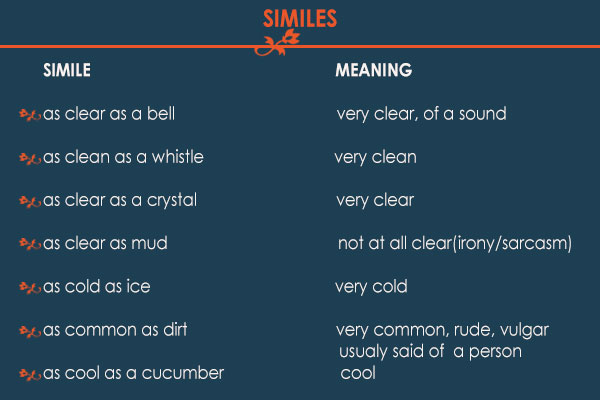 SIMILES
SIMILE MEANING
as clear as a bell very clear, of a sound
as clean as a whistle very clean
as clear as a crystal very clear
as clear as mud not at all clear(irony/sarcasm)
as cold as ice very cold
as common as dirt very common, rude, vulgar
usualy said of a person
as cool as a cucumber cool